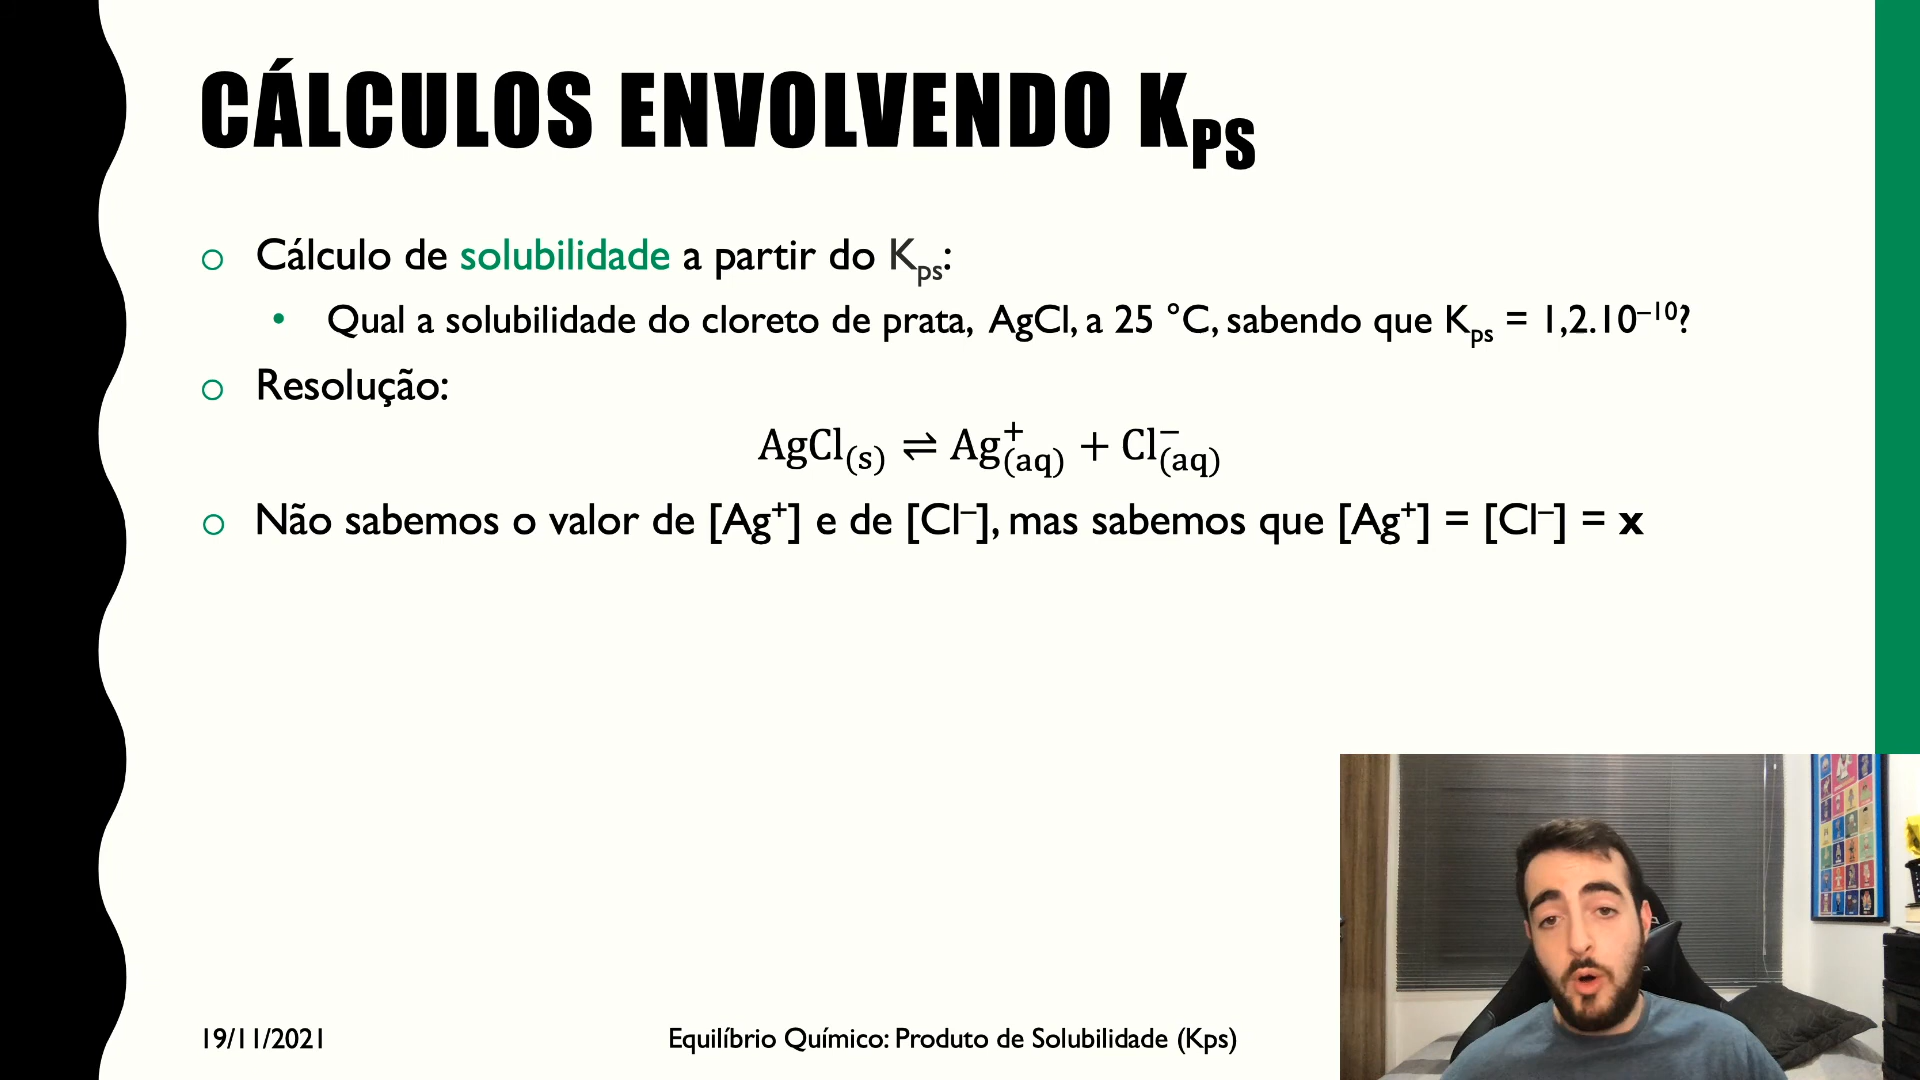 CÁLCULOS ENVOLVENDO KPS
Cálculo de solubilidade a partir do Kps:
Qual a solubilidade do cloreto de prata, AgCl, a 25 °C, sabendo que Kps = 1,2.10⁻¹⁰?
Resolução:
AgCl(s) ⇌ Ag⁺(aq) + Cl⁻(aq)
Não sabemos o valor de [Ag⁺] e de [Cl⁻], mas sabemos que [Ag⁺] = [Cl⁻] = x
19/11/2021
Equilíbrio Químico: Produto de Solubilidade (Kps)